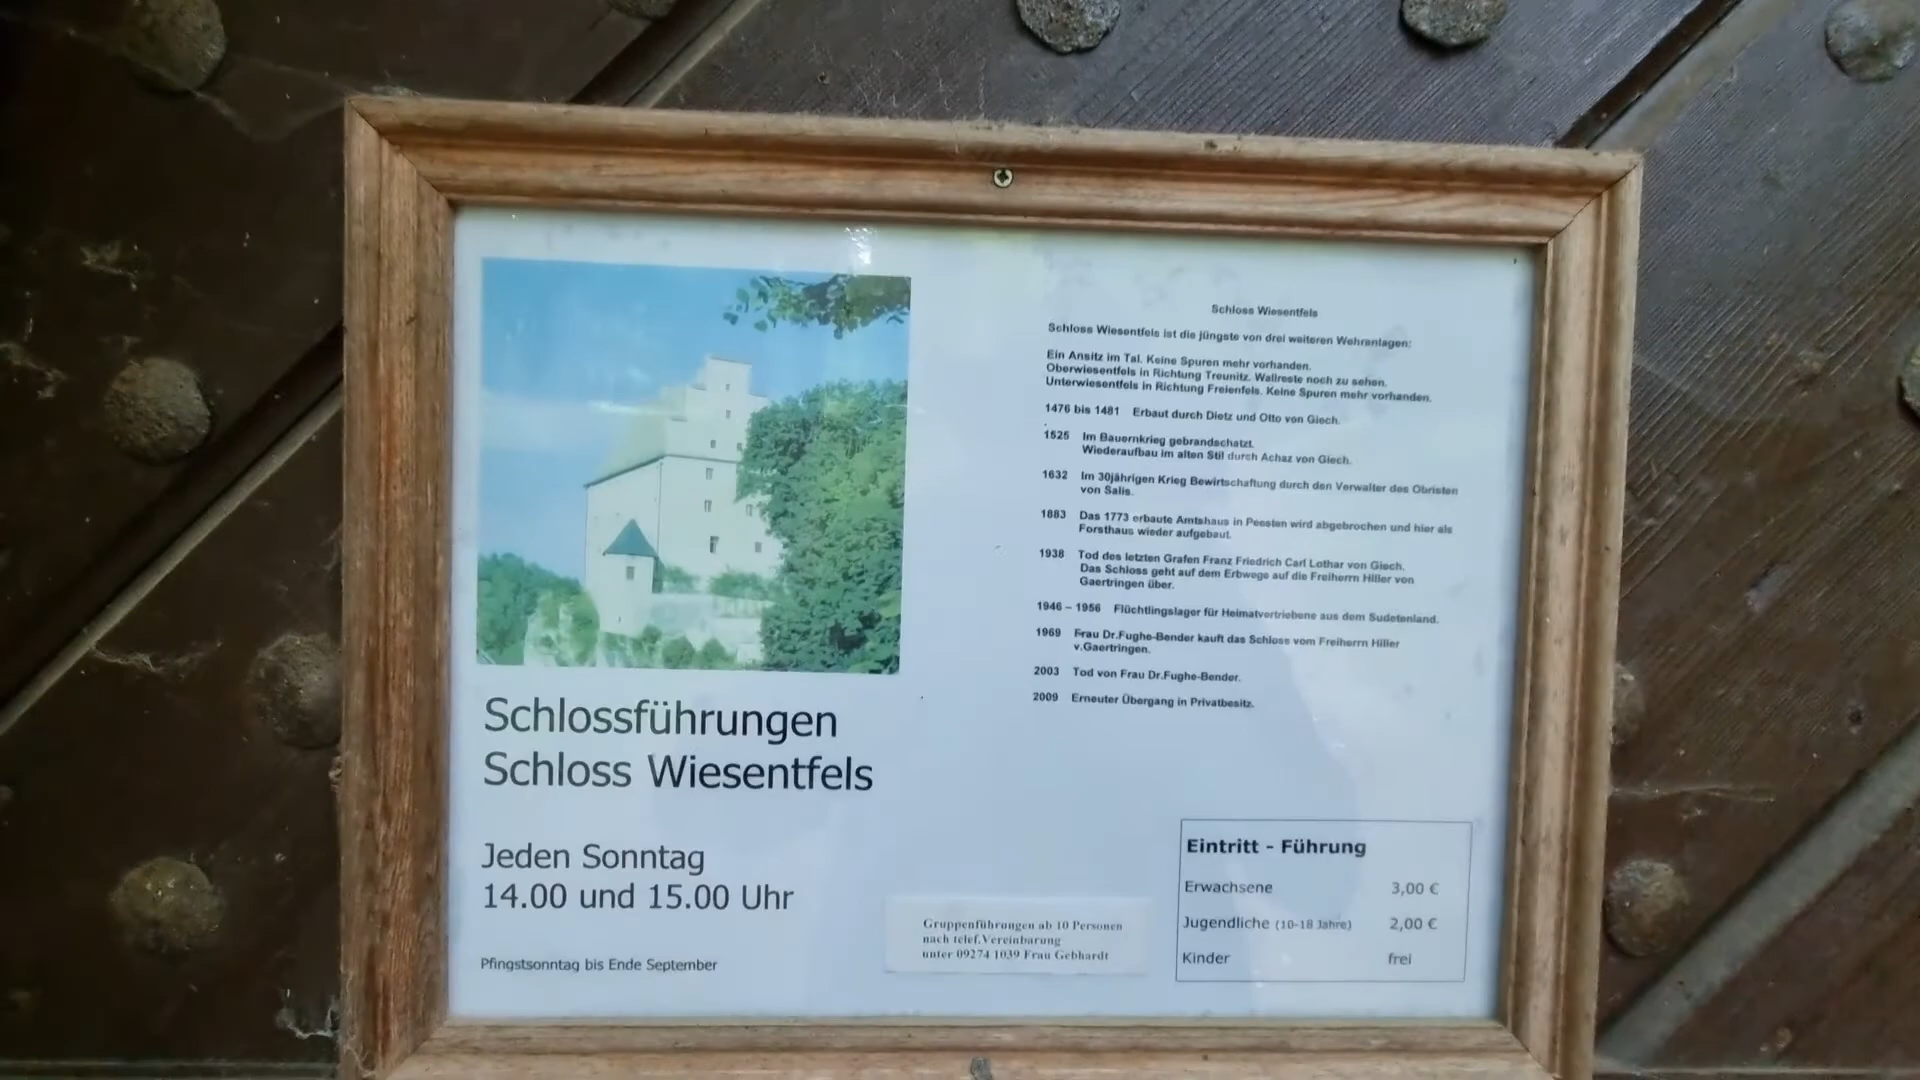 Schloss Wiesentfels
Schloss Wiesentfels ist die jüngste von drei weiteren Wehranlagen:
Ein Ansitz im Tal. Keine Spuren mehr vorhanden.
Oberwiesentfels in Richtung Treunitz. Wallreste noch zu sehen.
Unterwiesentfels in Richtung Freienfels. Keine Spuren mehr vorhanden.
1476 bis 1481 Erbaut durch Dietz und Otto von Giech.
1525 Im Bauernkrieg gebrandschatzt.
Wiederaufbau im alten Stil durch Achaz von Giech.
1632 Im 30jährigen Krieg Bewirtschaftung durch den Verwalter des Obristen
von Salis.
1883 Das 1773 erbaute Amtshaus in Peesten wird abgebrochen und hier als
Forsthaus wieder aufgebaut.
1938 Tod des letzten Grafen Franz Friedrich Carl Lothar von Giech.
Das Schloss geht auf dem Erbwege auf die Freiherrn Hiller von
Gaertringen über.
1946 – 1956 Flüchtlingslager für Heimatvertriebene aus dem Sudetenland.
1969 Frau Dr.Fughe-Bender kauft das Schloss vom Freiherrn Hiller
v.Gaertringen.
2003 Tod von Frau Dr.Fughe-Bender.
2009 Erneuter Übergang in Privatbesitz.
Schlossführungen
Schloss Wiesentfels
Jeden Sonntag
14.00 und 15.00 Uhr
Pfingstsonntag bis Ende September
Gruppenführungen ab 10 Personen
nach telef.Vereinbarung
unter 09274 1039 Frau Gebhardt
Eintritt - Führung
Erwachsene 3,00 €
Jugendliche (10-18 Jahre) 2,00 €
Kinder frei